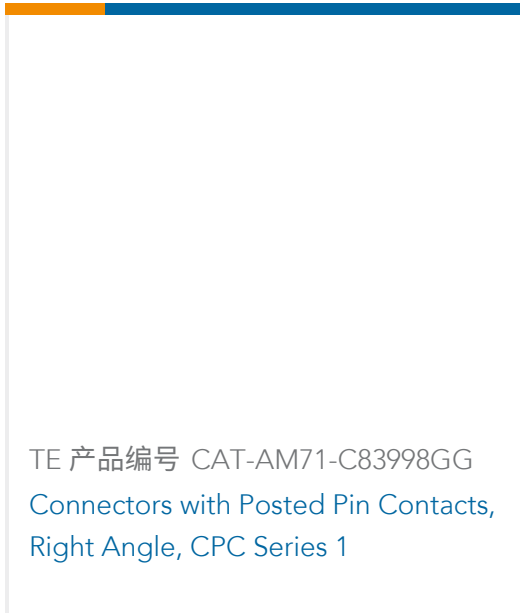 TE 产品编号 CAT-AM71-C83998GG
Connectors with Posted Pin Contacts,
Right Angle, CPC Series 1